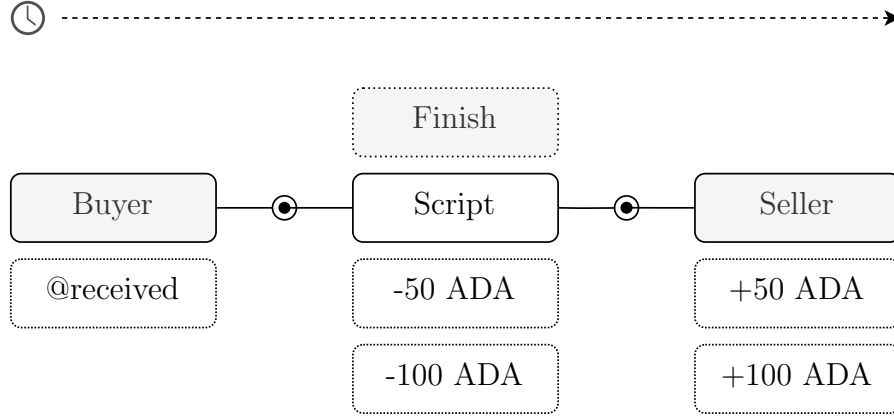 Finish
Buyer
Script
Seller
@received
-50 ADA
+50 ADA
-100 ADA
+100 ADA